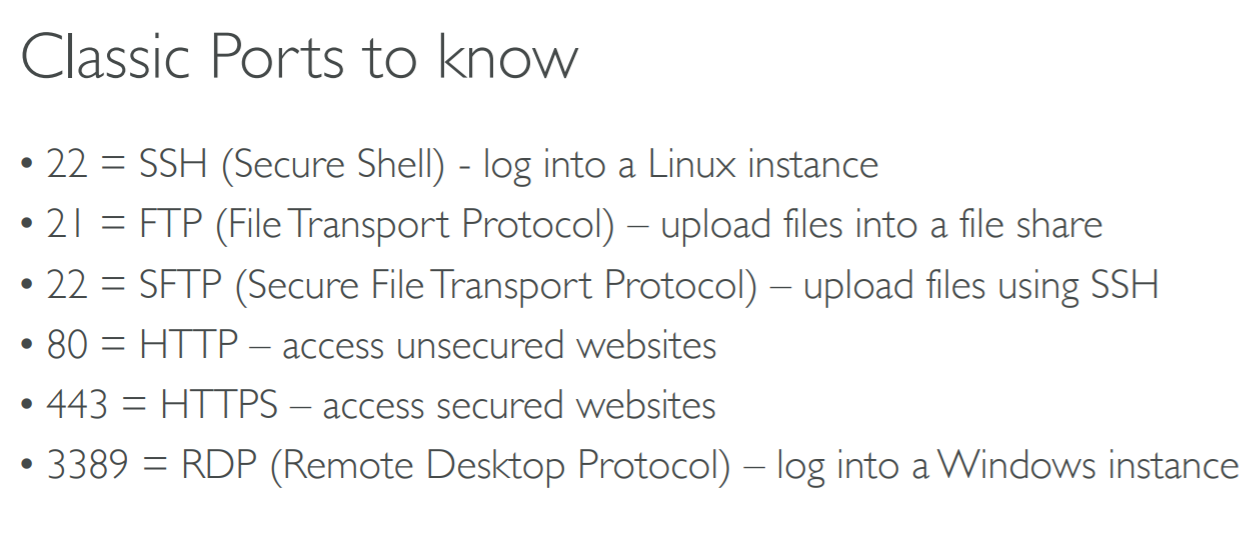 Classic Ports to know
• 22 = SSH (Secure Shell) - log into a Linux instance
• 21 = FTP (File Transport Protocol) – upload files into a file share
• 22 = SFTP (Secure File Transport Protocol) – upload files using SSH
• 80 = HTTP – access unsecured websites
• 443 = HTTPS – access secured websites
• 3389 = RDP (Remote Desktop Protocol) – log into a Windows instance